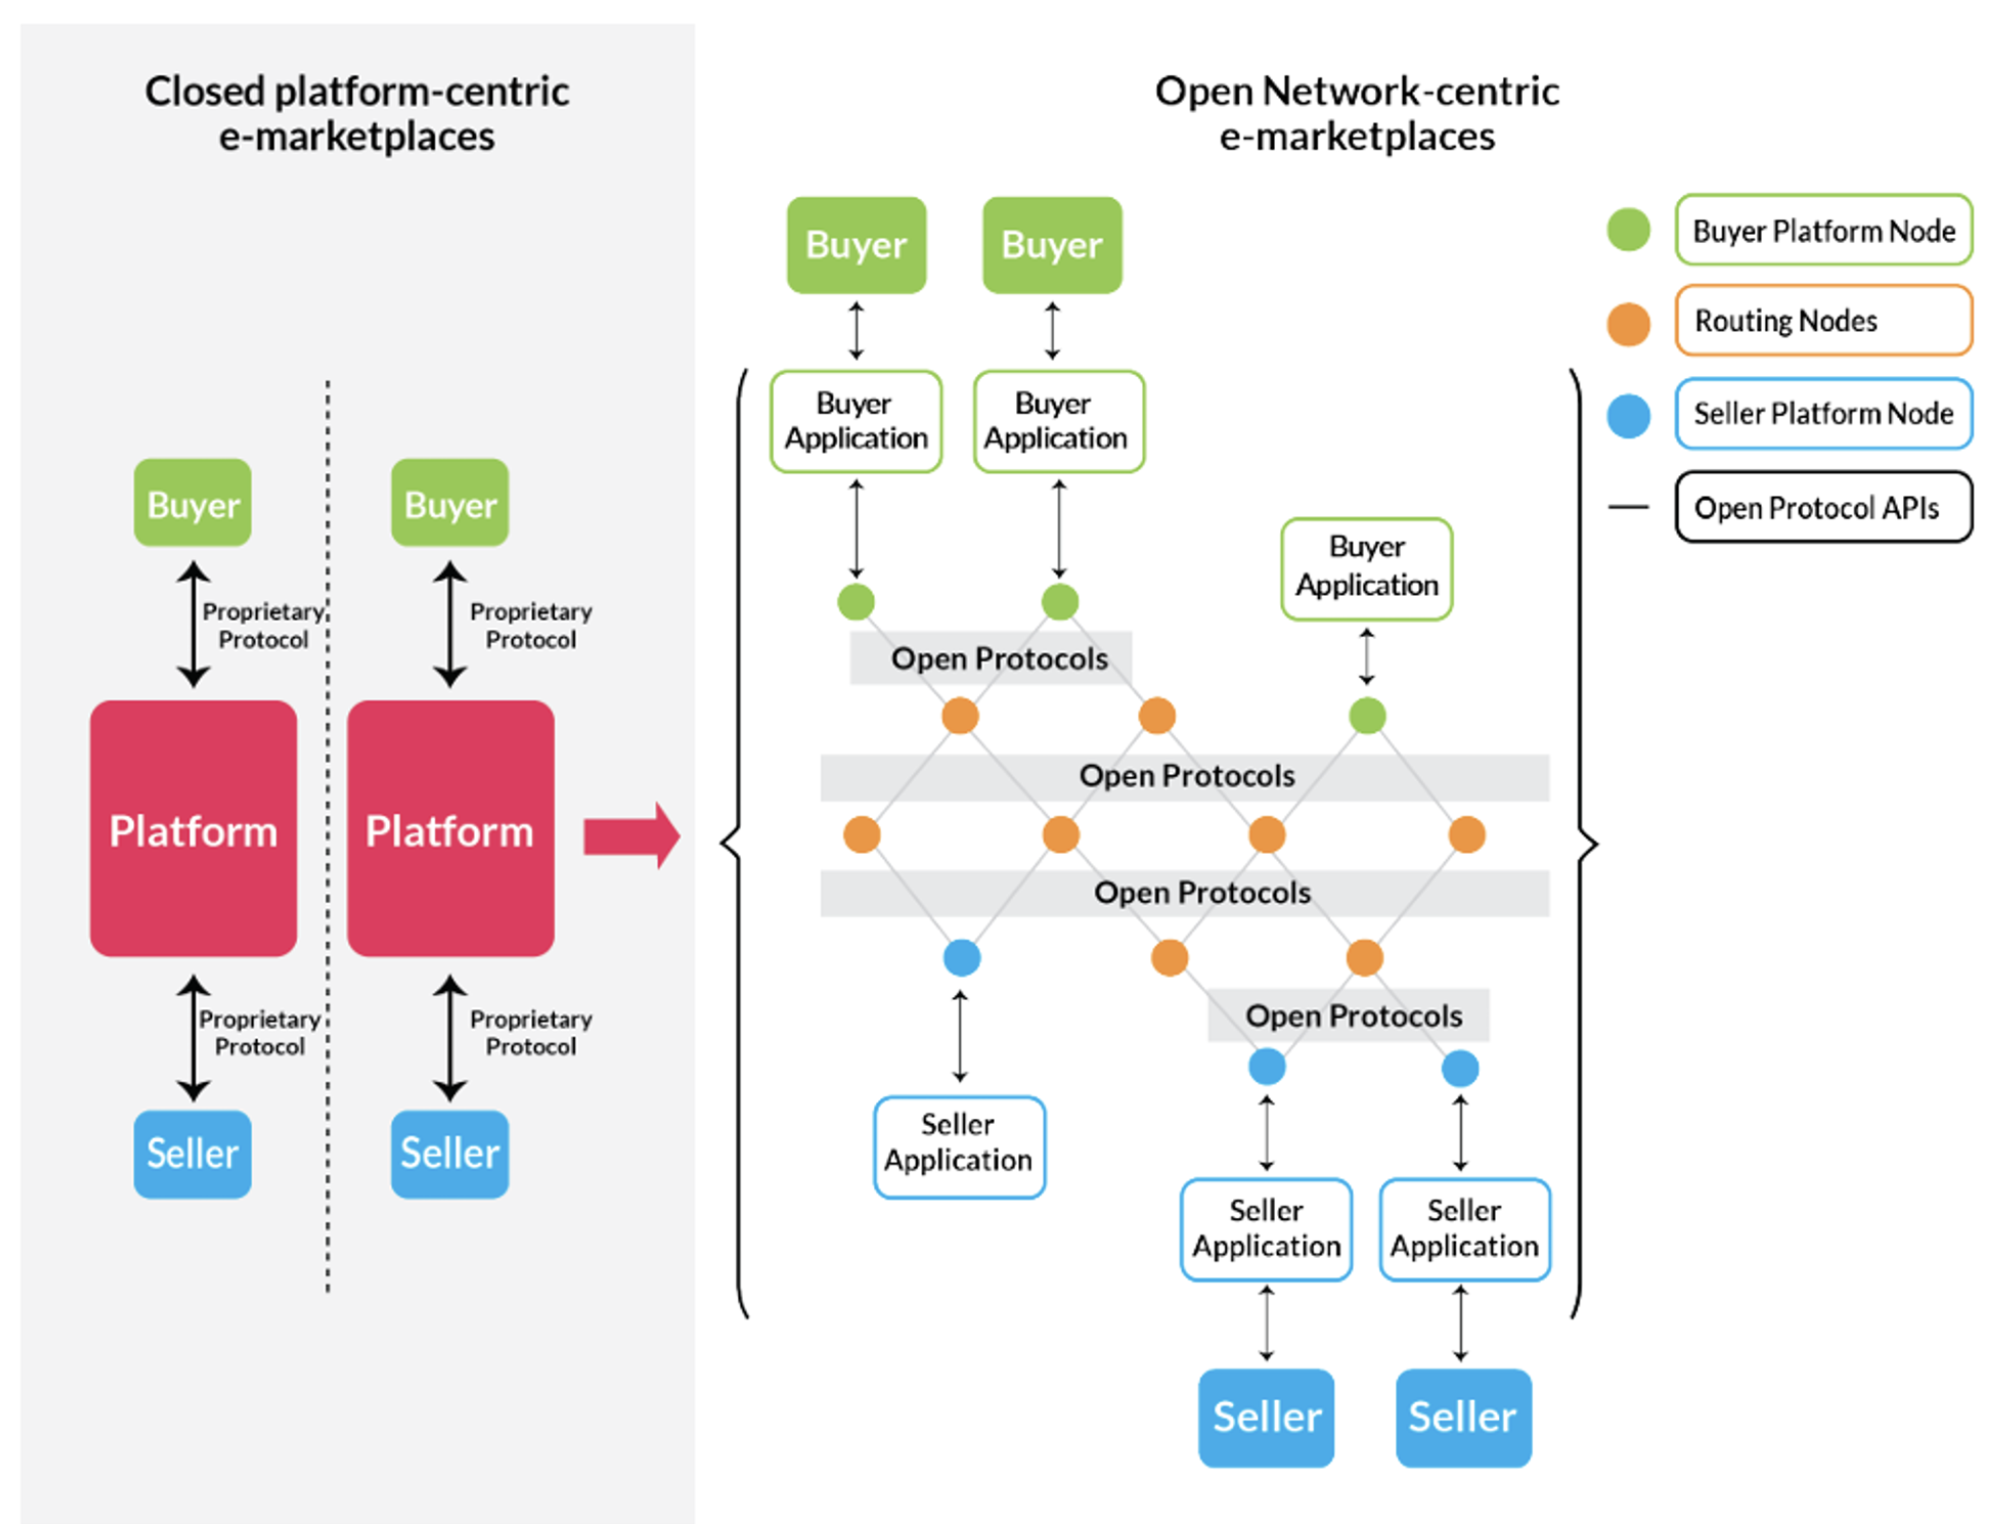 Closed platform-centric
e-marketplaces
Buyer
Buyer
Proprietary
Protocol
Proprietary
Protocol
Platform
Platform
Proprietary
Protocol
Proprietary
Protocol
Seller
Seller
Open Network-centric
e-marketplaces
Buyer
Buyer
Buyer
Application
Buyer
Application
Buyer
Application
Open Protocols
Open Protocols
Open Protocols
Open Protocols
Seller
Application
Seller
Application
Seller
Application
Seller
Seller
Buyer Platform Node
Routing Nodes
Seller Platform Node
Open Protocol APIs